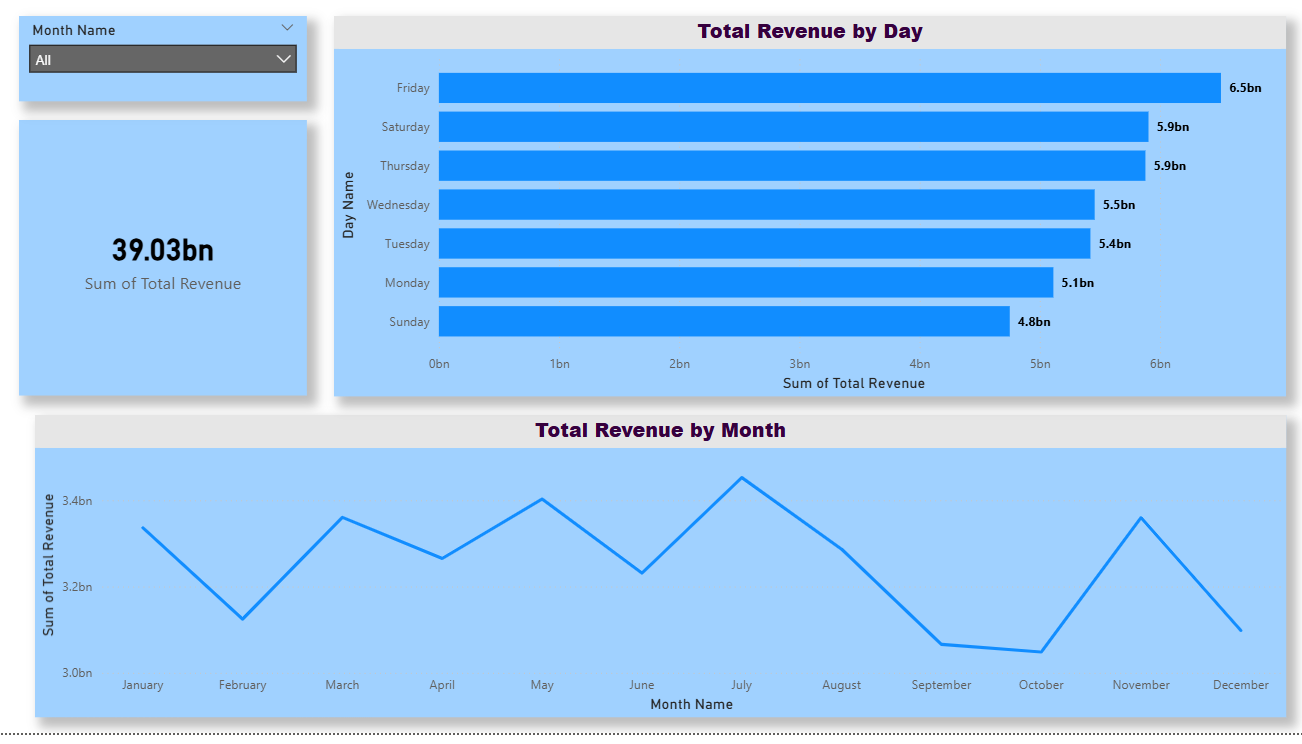 Month Name
All
39.03bn
Sum of Total Revenue
Total Revenue by Day
Day Name
Friday 6.5bn
Saturday 5.9bn
Thursday 5.9bn
Wednesday 5.5bn
Tuesday 5.4bn
Monday 5.1bn
Sunday 4.8bn
0bn 1bn 2bn 3bn 4bn 5bn 6bn
Sum of Total Revenue
Total Revenue by Month
Sum of Total Revenue
3.4bn
3.2bn
3.0bn
January February March April May June July August September October November December
Month Name